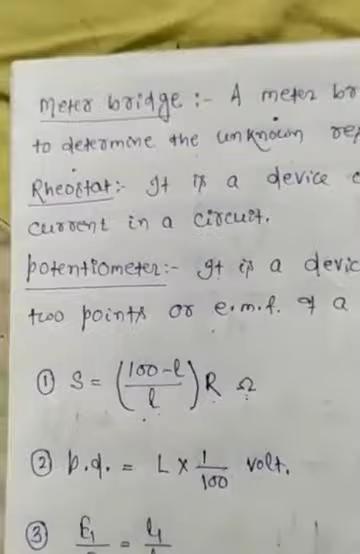 Meter bridge :- A meter br
to determine the unknown res
Rheostat:- It is a device c
current in a circuit.
potentiometer:- It is a devic
two points or e.m.f. of a
① S = (100-l / l) R Ω
② p.d. = L × 1/100 volt.
③ E1 = l1